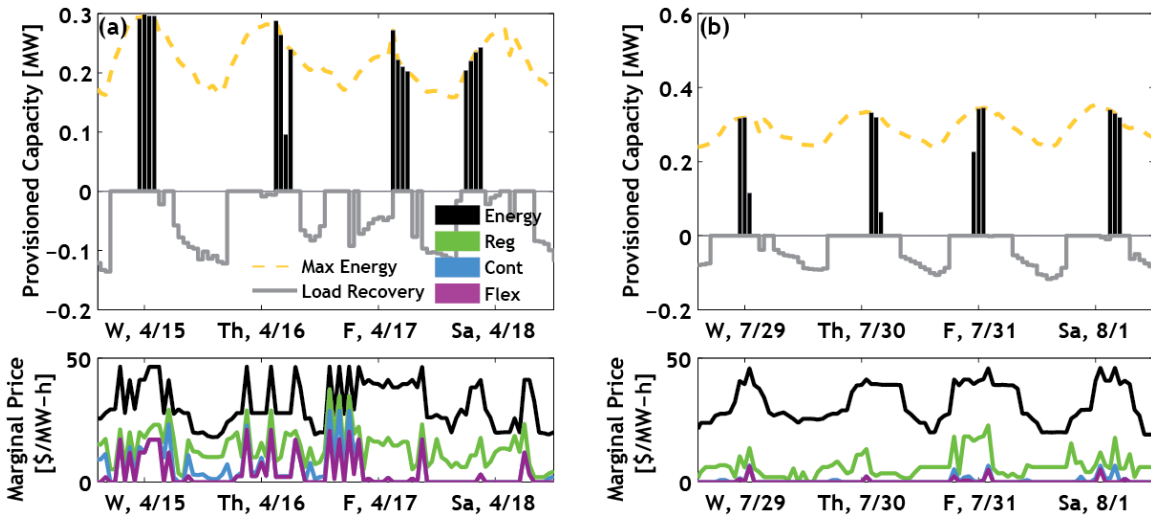 (a)
Provisioned Capacity [MW]
0.3
0.2
0.1
0
−0.1
−0.2
Energy
Reg
Cont
Flex
Max Energy
Load Recovery
W, 4/15
Th, 4/16
F, 4/17
Sa, 4/18
Marginal Price
[$/MW-h]
50
0
W, 4/15
Th, 4/16
F, 4/17
Sa, 4/18
(b)
Provisioned Capacity [MW]
0.6
0.4
0.2
0
−0.2
W, 7/29
Th, 7/30
F, 7/31
Sa, 8/1
Marginal Price
[$/MW-h]
50
0
W, 7/29
Th, 7/30
F, 7/31
Sa, 8/1